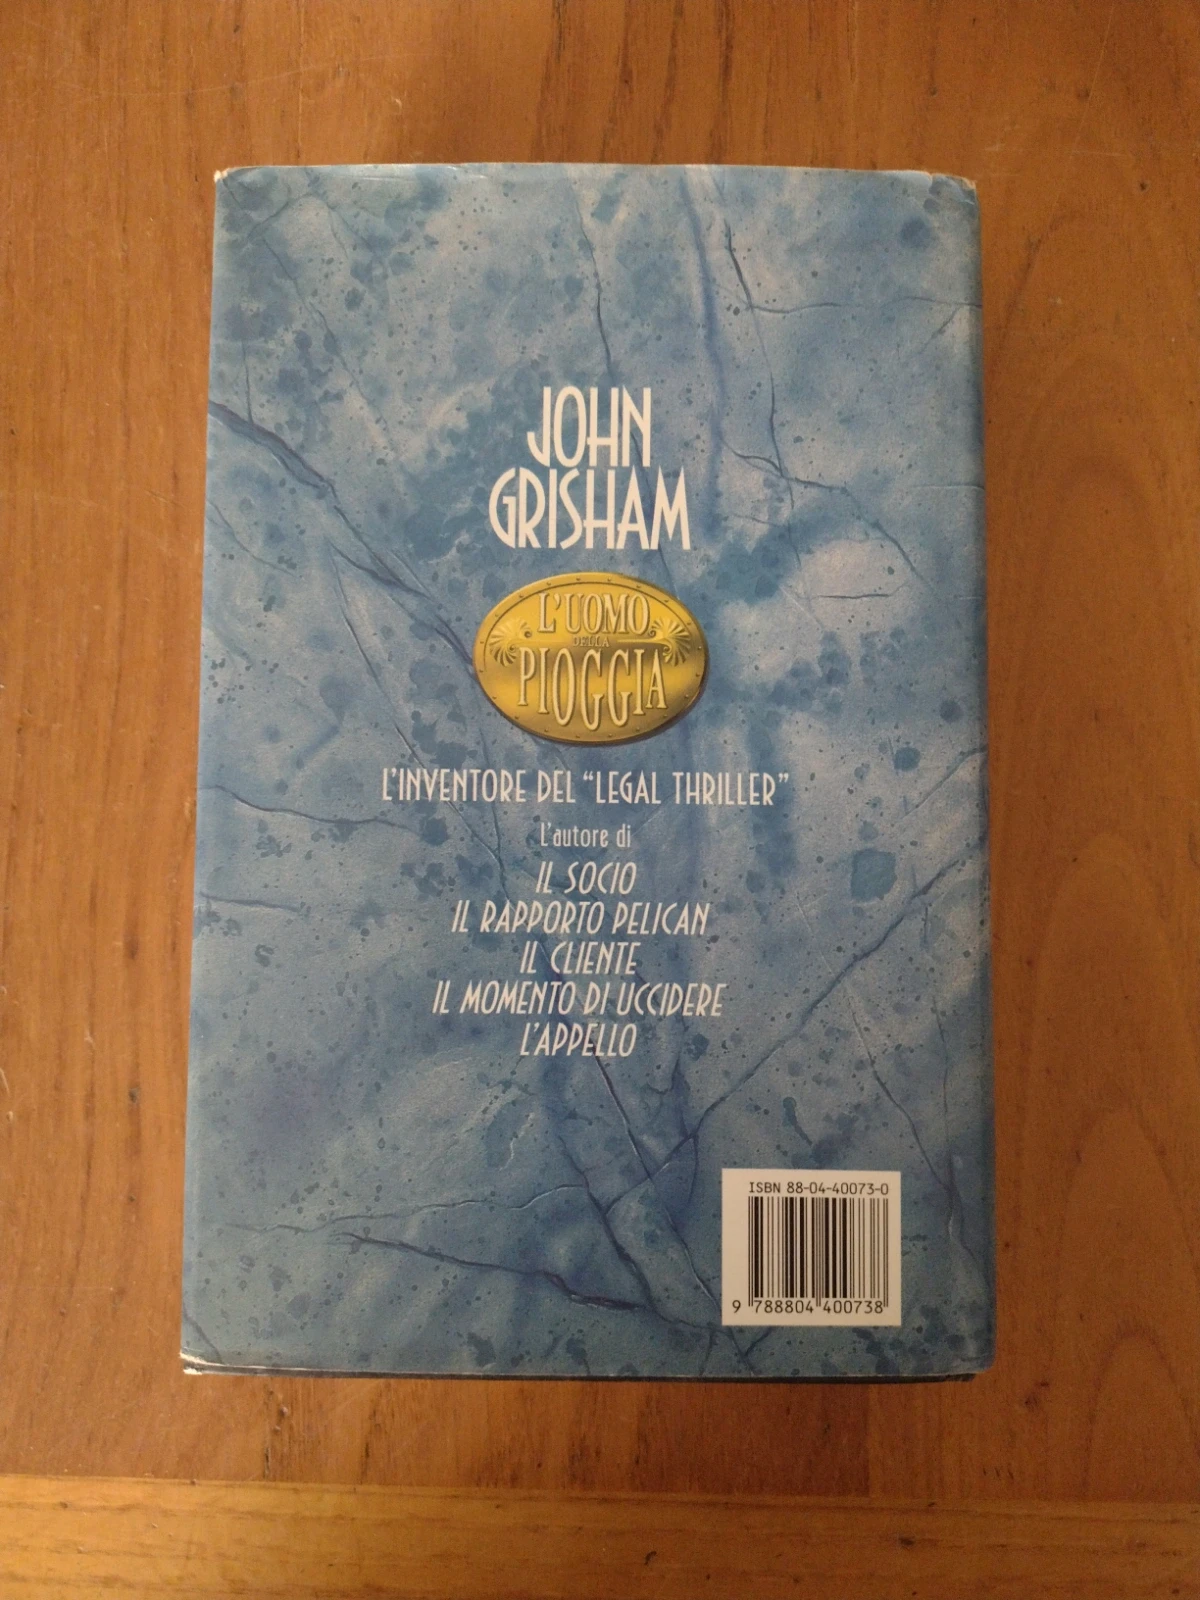 JOHN
GRISHAM
L'UOMO
DELLA
PIOGGIA
L'INVENTORE DEL "LEGAL THRILLER"
L'autore di
IL SOCIO
IL RAPPORTO PELICAN
IL CLIENTE
IL MOMENTO DI UCCIDERE
L'APPELLO
ISBN 88-04-40073-0
9 788804 400738